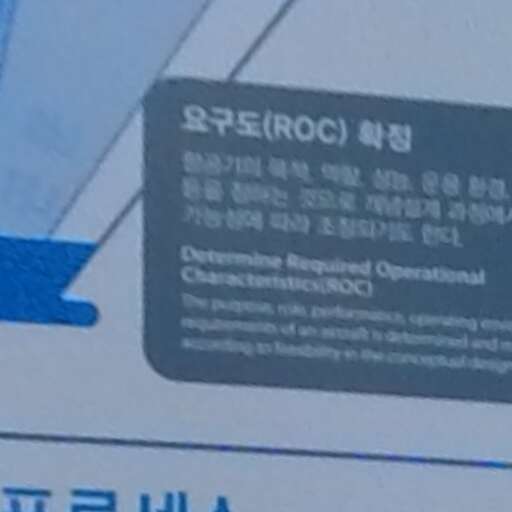 요구도(ROC) 확정
항공기의 목적, 역할, 성능, 운용 환경,
등을 정하는 것으로 개념설계 과정에서
가능성에 따라 조정되기도 한다.
Determine Required Operational
Characteristics(ROC)
The purpose, role, performance, operating
requirements of an aircraft is determined and
according to feasibility in the conceptual design
프로세스